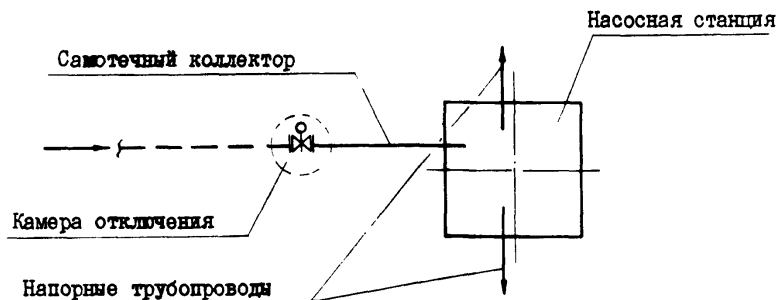 Насосная станция
Самотечный коллектор
Камера отключения
Напорные трубопроводы